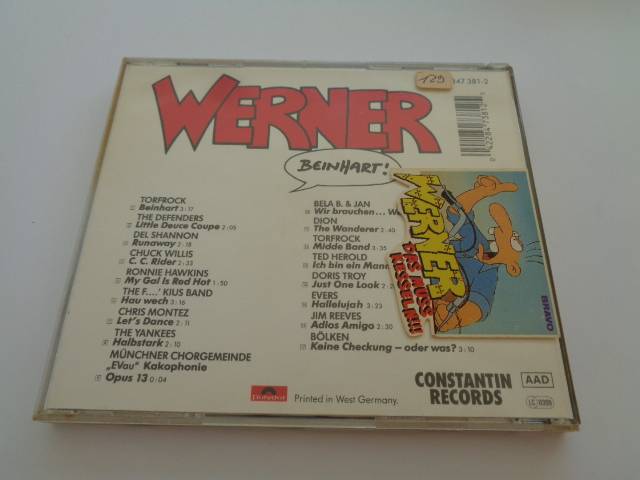 WERNER
BEINHART!
129
847 381-2
TORFROCK
Beinhart 3:17
THE DEFENDERS
Little Deuce Coupe 2:05
DEL SHANNON
Runaway 2:18
CHUCK WILLIS
C. C. Rider 2:33
RONNIE HAWKINS
My Gal Is Red Hot 1:50
THE F....' KIUS BAND
Hau wech 3:16
CHRIS MONTEZ
Let's Dance 2:11
THE YANKEES
Halbstark 2:10
MÜNCHNER CHORGEMEINDE
„EVau" Kakophonie
Opus 13 0:04
BELA B. & JAN
Wir brauchen...
DION
The Wanderer 2:40
TORFROCK
Midde Band 3:35
TED HEROLD
Ich bin ein Mann
DORIS TROY
Just One Look 2:
EVERS
Hallelujah 3:23
JIM REEVES
Adios Amigo 2:30
BÖLKEN
Keine Checkung – oder was? 3:10
WERNER
DAS MUSS
KESSELN!!!
BRAVO
Polydor
Printed in West Germany.
CONSTANTIN
RECORDS
AAD